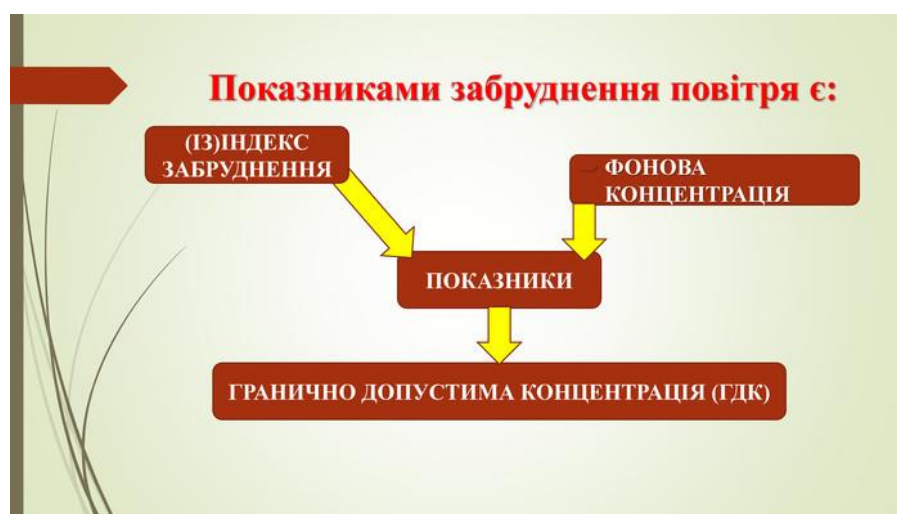 Показниками забруднення повітря є:
(ІЗ)ІНДЕКС
ЗАБРУДНЕННЯ
ФОНОВА
КОНЦЕНТРАЦІЯ
ПОКАЗНИКИ
ГРАНИЧНО ДОПУСТИМА КОНЦЕНТРАЦІЯ (ГДК)